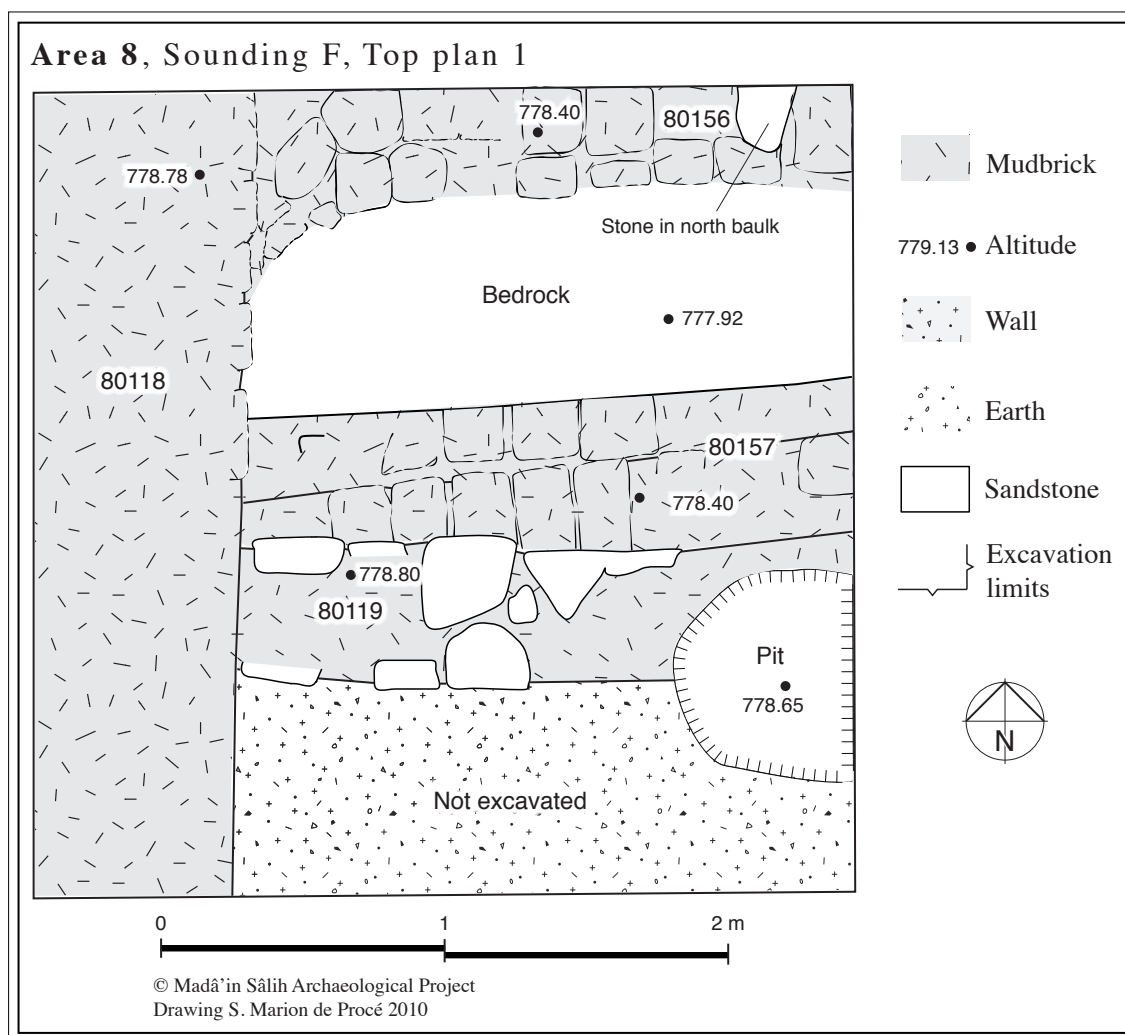 Area 8, Sounding F, Top plan 1
778.40
80156
778.78
Stone in north baulk
Bedrock
777.92
80118
80157
778.40
778.80
80119
Pit
778.65
Not excavated
Mudbrick
779.13 Altitude
Wall
Earth
Sandstone
Excavation
limits
N
0 1 2 m
© Madâ'in Sâlih Archaeological Project
Drawing S. Marion de Procé 2010